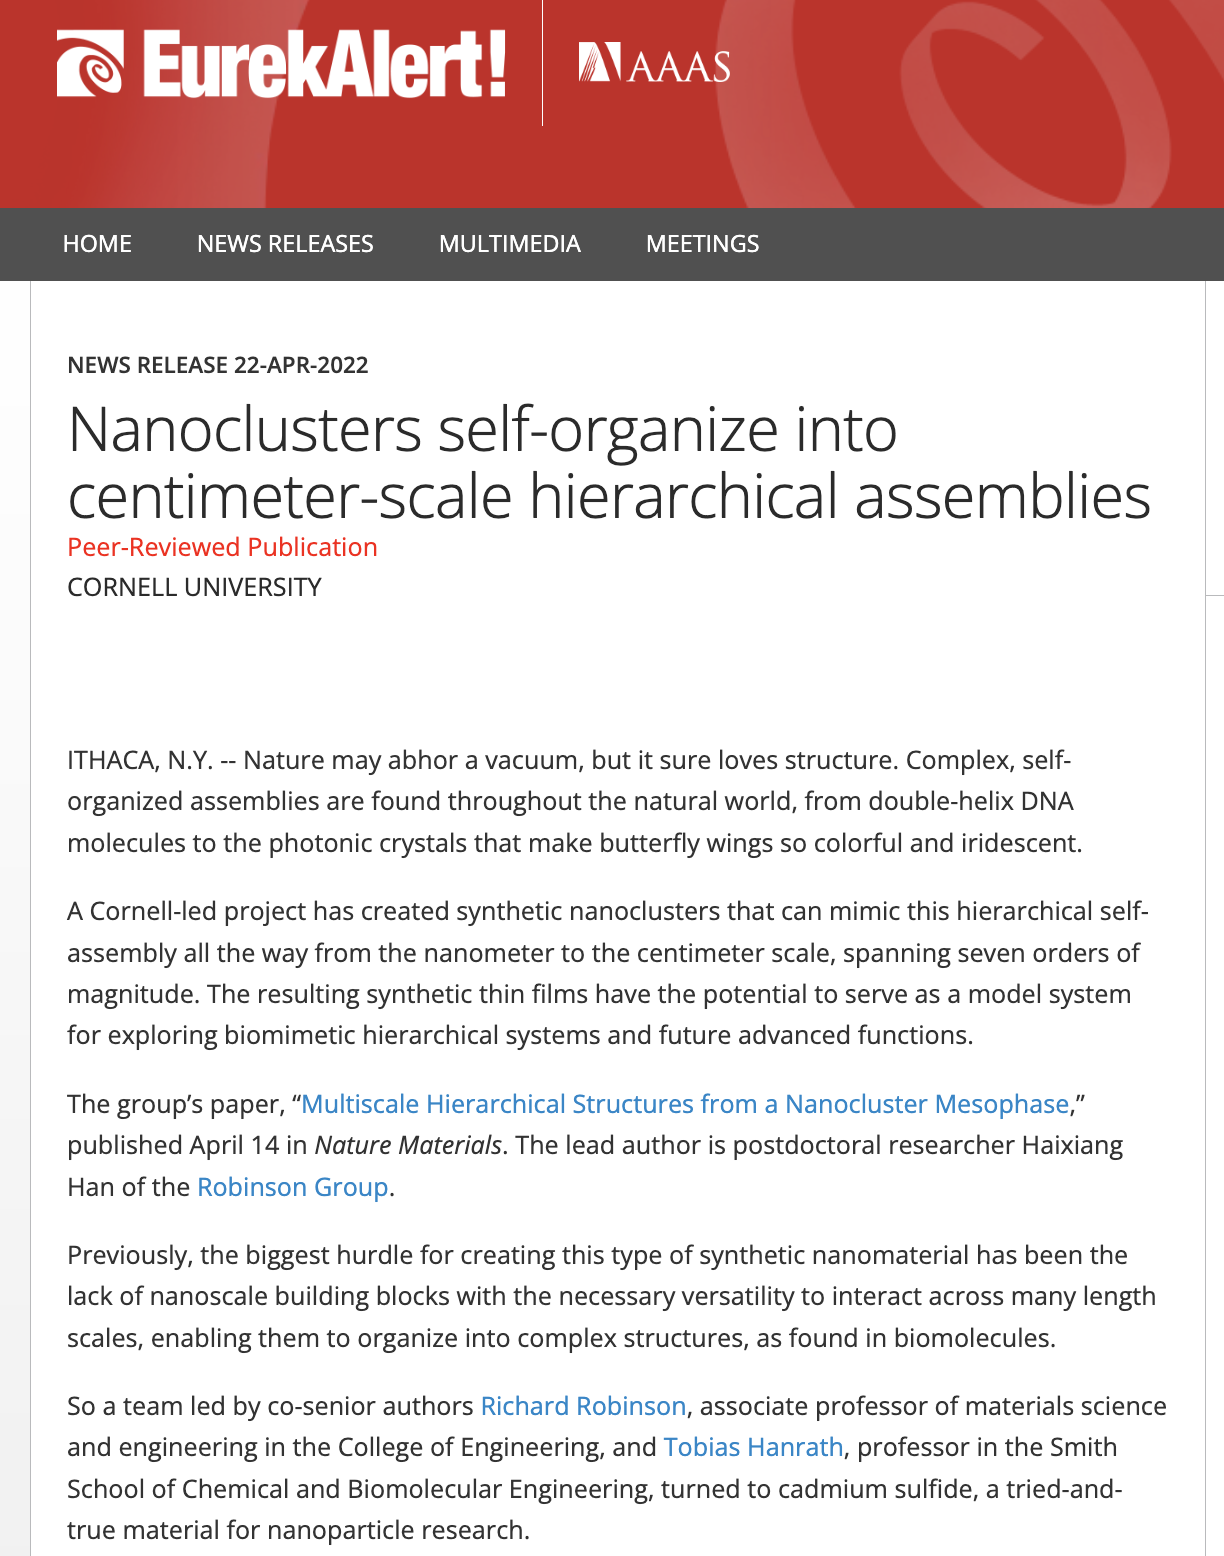 EurekAlert!
AAAS
HOME NEWS RELEASES MULTIMEDIA MEETINGS
NEWS RELEASE 22-APR-2022
Nanoclusters self-organize into
centimeter-scale hierarchical assemblies
Peer-Reviewed Publication
CORNELL UNIVERSITY
ITHACA, N.Y. -- Nature may abhor a vacuum, but it sure loves structure. Complex, self-
organized assemblies are found throughout the natural world, from double-helix DNA
molecules to the photonic crystals that make butterfly wings so colorful and iridescent.
A Cornell-led project has created synthetic nanoclusters that can mimic this hierarchical self-
assembly all the way from the nanometer to the centimeter scale, spanning seven orders of
magnitude. The resulting synthetic thin films have the potential to serve as a model system
for exploring biomimetic hierarchical systems and future advanced functions.
The group’s paper, “Multiscale Hierarchical Structures from a Nanocluster Mesophase,”
published April 14 in Nature Materials. The lead author is postdoctoral researcher Haixiang
Han of the Robinson Group.
Previously, the biggest hurdle for creating this type of synthetic nanomaterial has been the
lack of nanoscale building blocks with the necessary versatility to interact across many length
scales, enabling them to organize into complex structures, as found in biomolecules.
So a team led by co-senior authors Richard Robinson, associate professor of materials science
and engineering in the College of Engineering, and Tobias Hanrath, professor in the Smith
School of Chemical and Biomolecular Engineering, turned to cadmium sulfide, a tried-and-
true material for nanoparticle research.